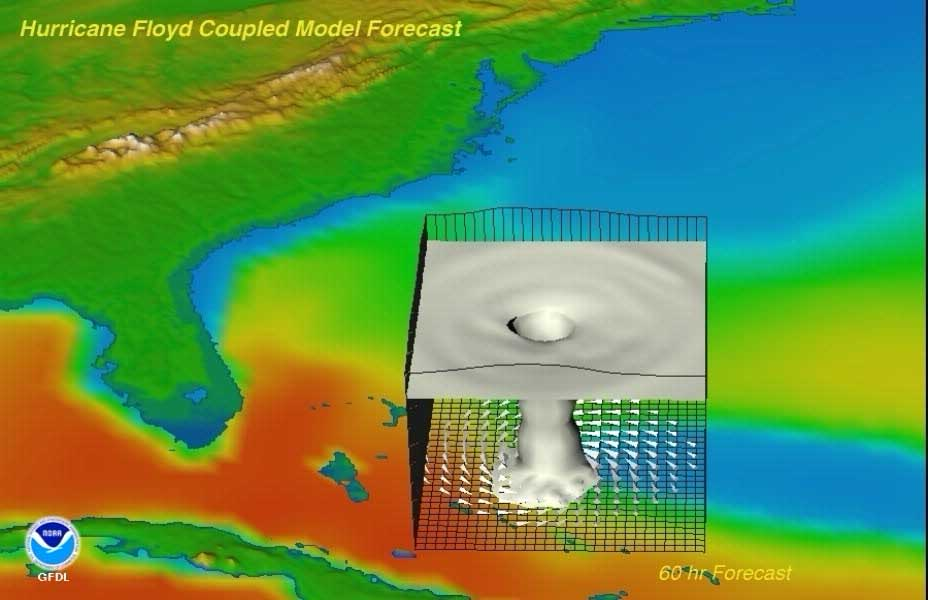 Hurricane Floyd Coupled Model Forecast
NOAA
GFDL
60 hr Forecast